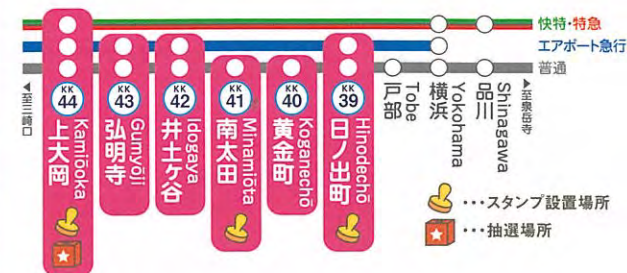 快特・特急
エアポート急行
普通
◀至三崎口
KK
44
上大岡
Kamiōoka
KK
43
弘明寺
Gumyōji
KK
42
井土ヶ谷
Idogaya
KK
41
南太田
Minamiōta
KK
40
黄金町
Koganechō
KK
39
日ノ出町
Hinodechō
戸部
Tobe
横浜
Yokohama
品川
Shinagawa
▶至泉岳寺
・・・スタンプ設置場所
・・・抽選場所